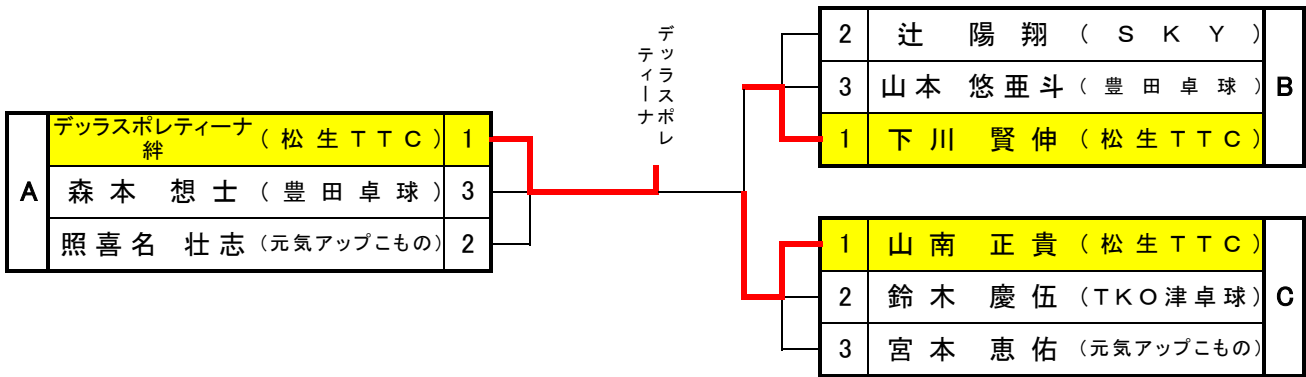 デッラスポレ
ティーナ
A
デッラスポレティーナ
絆
(松生TTC) 1
森本 想士 (豊田卓球) 3
照喜名 壮志 (元気アップこもの) 2
2 辻 陽翔 (SKY)
3 山本 悠亜斗 (豊田卓球)
1 下川 賢伸 (松生TTC)
B
1 山南 正貴 (松生TTC)
2 鈴木 慶伍 (TKO津卓球)
3 宮本 恵佑 (元気アップこもの)
C